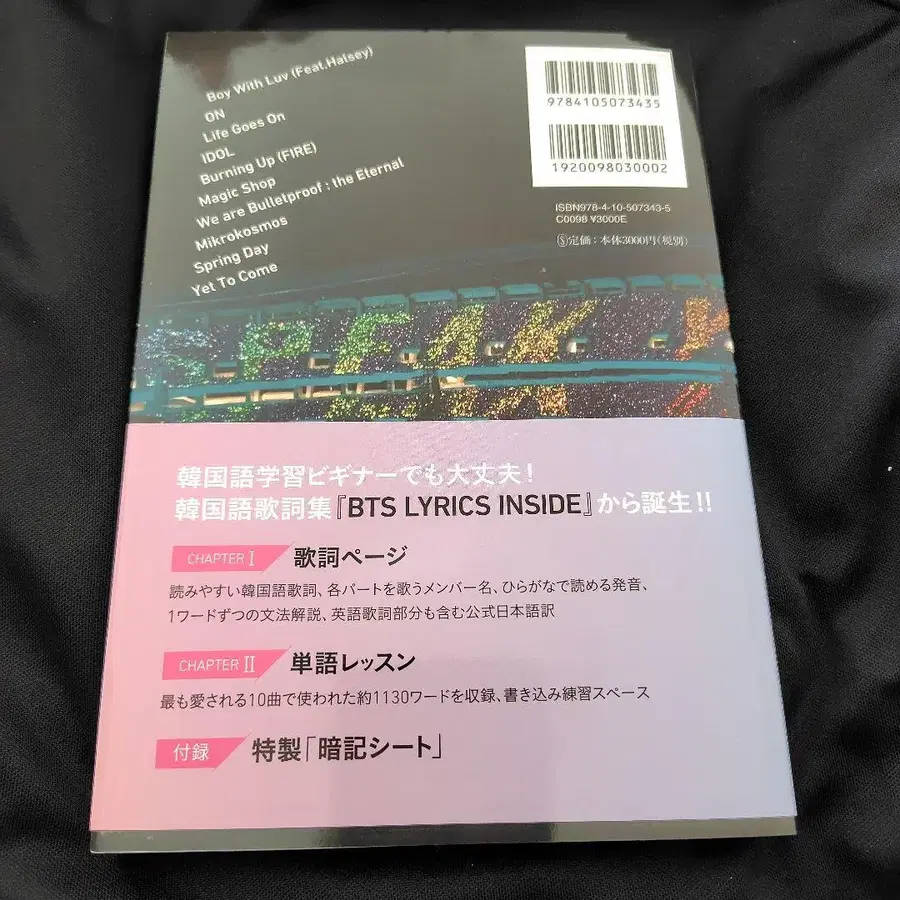 Boy With Luv (Feat.Halsey)
ON
Life Goes On
IDOL
Burning Up (FIRE)
Magic Shop
We are Bulletproof : the Eternal
Mikrokosmos
Spring Day
Yet To Come
9784105073435
1920098030002
ISBN978-4-10-507343-5
C0098 ¥3000E
Ⓢ定価:本体3000円(税別)
SPEAK
韓国語学習ビギナーでも大丈夫!
韓国語歌詞集『BTS LYRICS INSIDE』から誕生!!
CHAPTER Ⅰ 歌詞ページ
読みやすい韓国語歌詞、各パートを歌うメンバー名、ひらがなで読める発音、
1ワードずつの文法解説、英語歌詞部分も含む公式日本語訳
CHAPTER Ⅱ 単語レッスン
最も愛される10曲で使われた約1130ワードを収録、書き込み練習スペース
付録 特製「暗記シート」